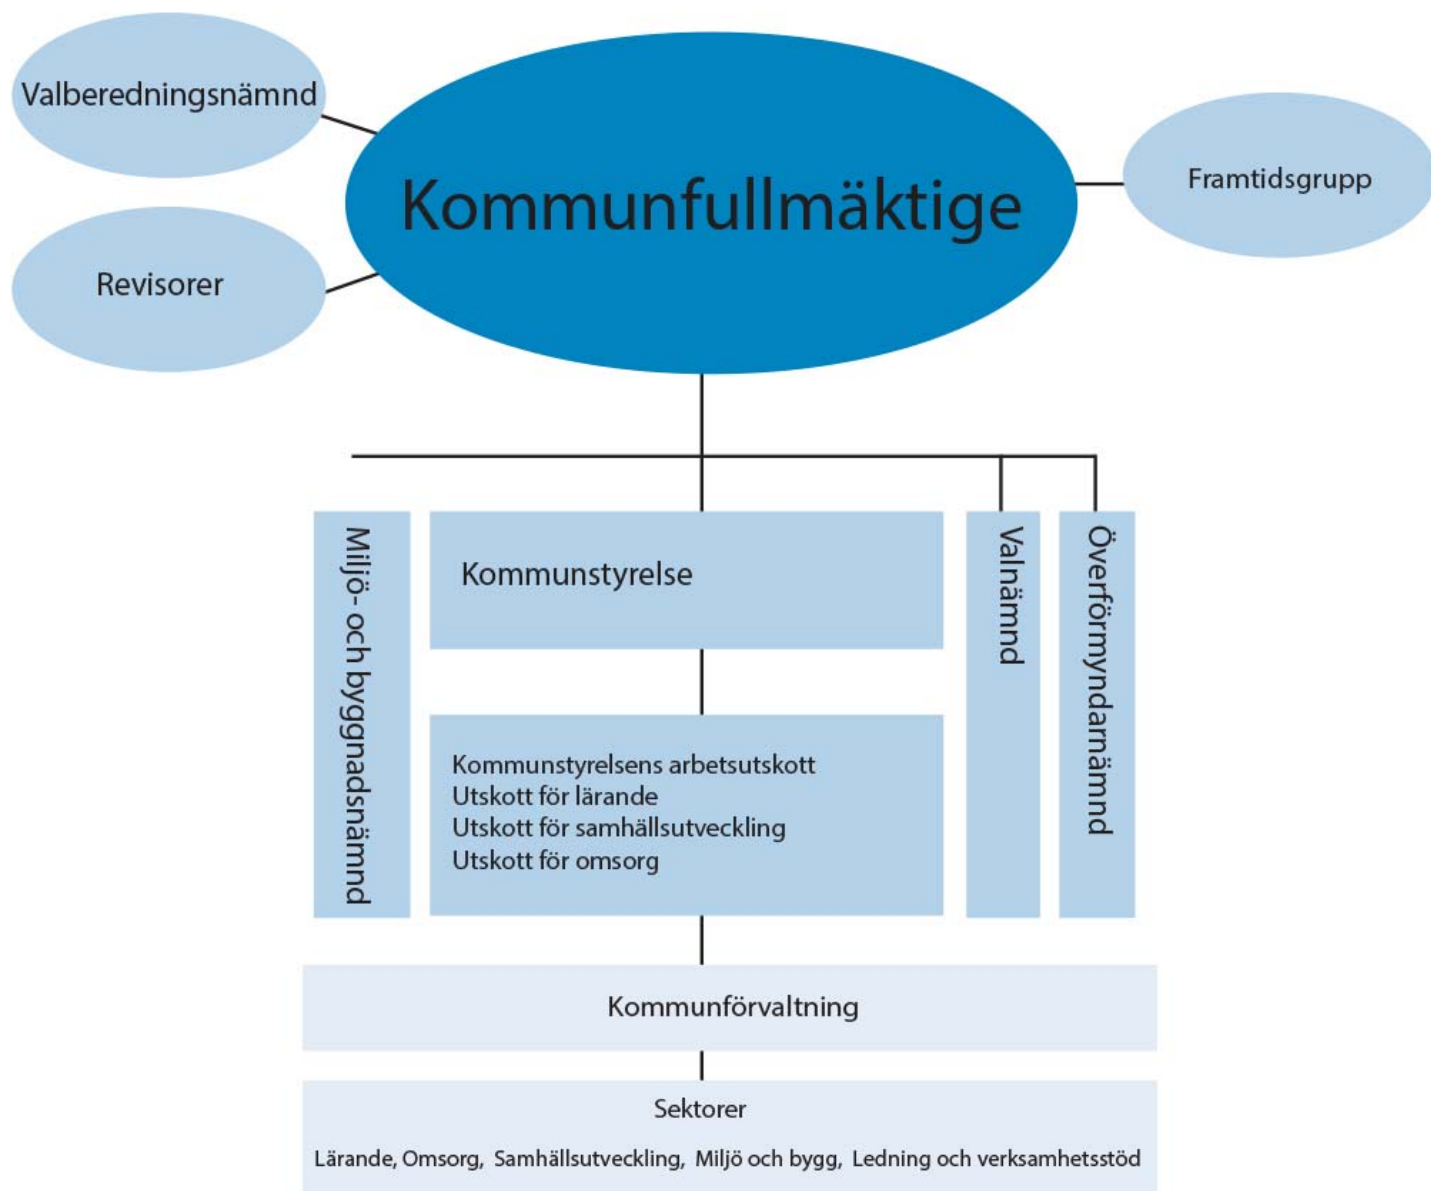 Valberedningsnämnd
Kommunfullmäktige
Framtidsgrupp
Revisorer
Miljö- och byggnadsnämnd
Kommunstyrelse
Valnämnd
Överförmyndarnämnd
Kommunstyrelsens arbetsutskott
Utskott för lärande
Utskott för samhällsutveckling
Utskott för omsorg
Kommunförvaltning
Sektorer
Lärande, Omsorg, Samhällsutveckling, Miljö och bygg, Ledning och verksamhetsstöd